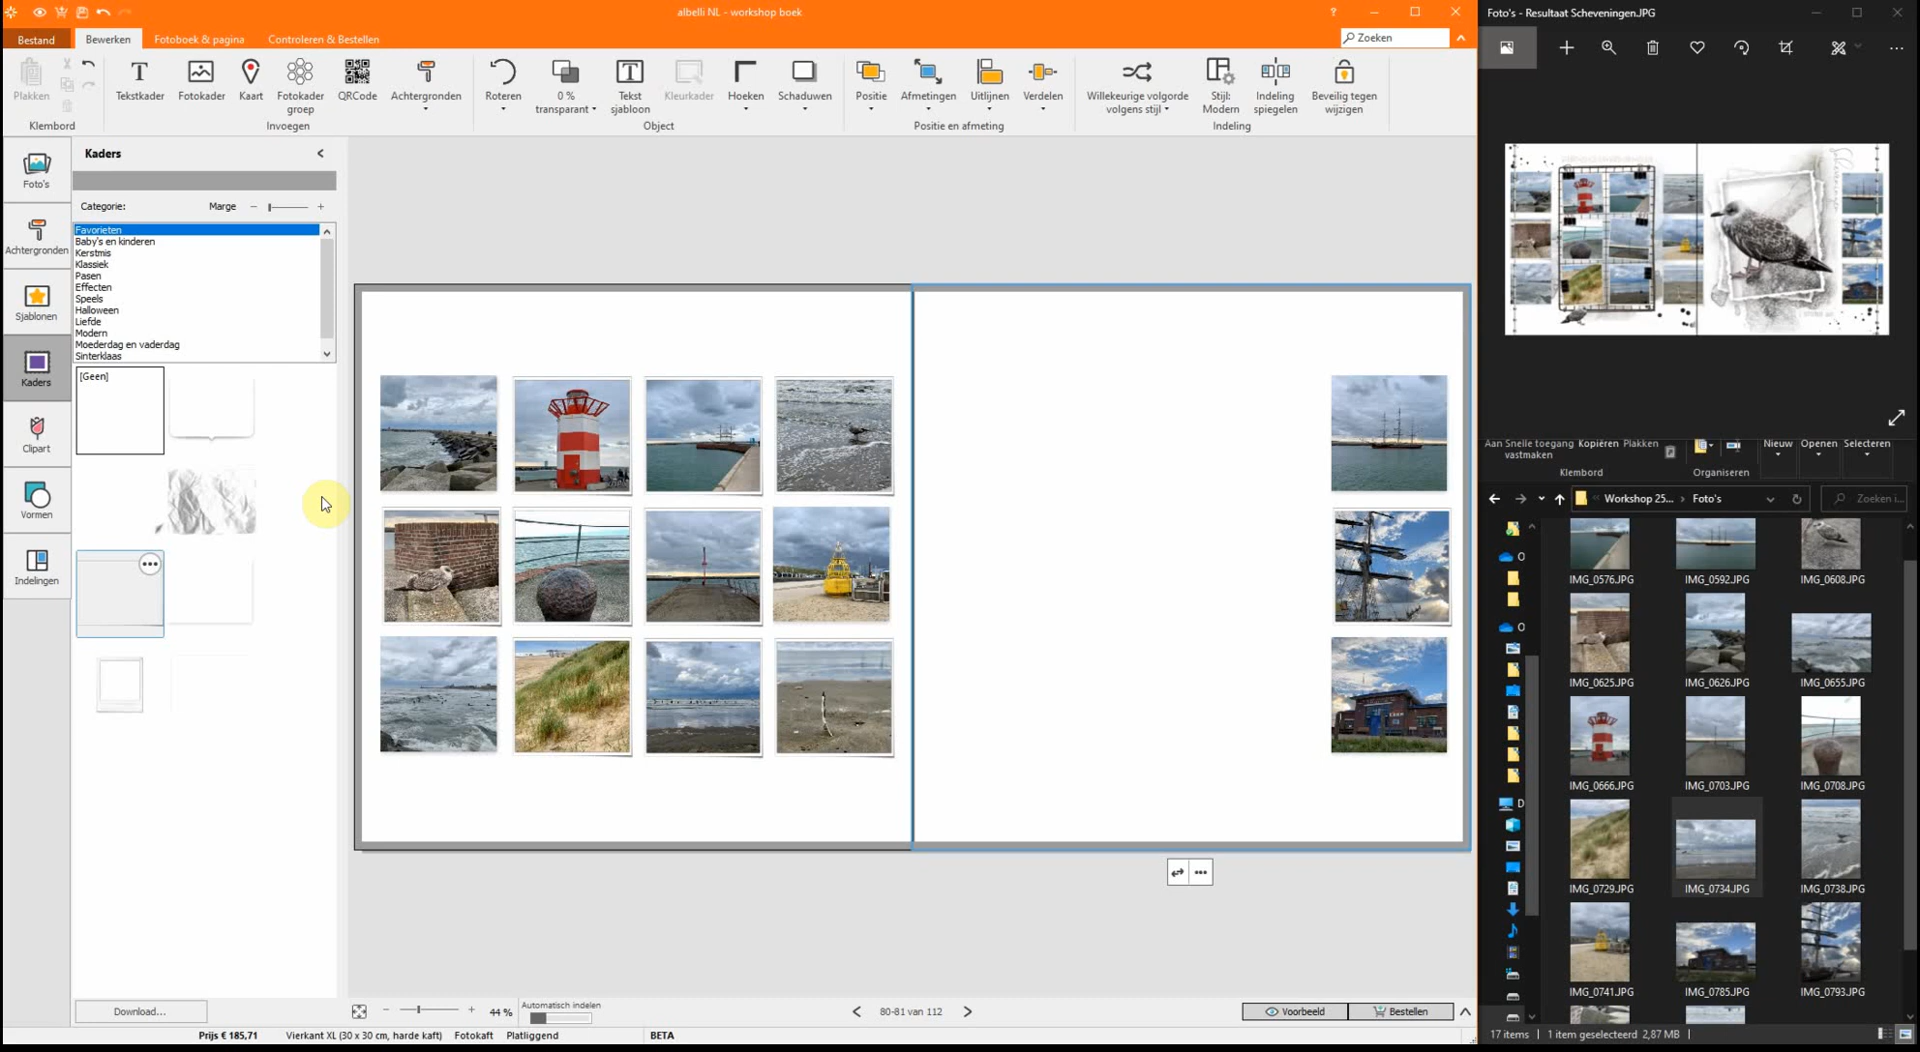 albelli NL - workshop boek
?
Bestand
Bewerken
Fotoboek & pagina
Controleren & Bestellen
Zoeken
Plakken
Tekstkader
Fotokader
Kaart
Fotokader groep
QRCode
Achtergronden
Roteren
0 % transparant
Tekst sjabloon
Kleurkader
Hoeken
Schaduwen
Positie
Afmetingen
Uitlijnen
Verdelen
Willekeurige volgorde volgens stijl
Stijl: Modern
Indeling spiegelen
Beveilig tegen wijzigen
Klembord
Invoegen
Object
Positie en afmeting
Indeling
Foto's
Achtergronden
Sjablonen
Kaders
Clipart
Vormen
Indelingen
Kaders
Categorie:
Marge
Favorieten
Baby's en kinderen
Kerstmis
Klassiek
Pasen
Effecten
Speels
Halloween
Liefde
Modern
Moederdag en vaderdag
Sinterklaas
[Geen]
Download...
44 %
Automatisch indelen
80-81 van 112
Voorbeeld
Bestellen
Prijs € 185,71
Vierkant XL (30 x 30 cm, harde kaft)
Fotokaft
Platliggend
BETA
Foto's - Resultaat Scheveningen.JPG
Aan Snelle toegang vastmaken
Kopiëren
Plakken
Nieuw
Openen
Selecteren
Klembord
Organiseren
Workshop 25...
Foto's
Zoeken i...
O
O
D
IMG_0576.JPG
IMG_0592.JPG
IMG_0608.JPG
IMG_0625.JPG
IMG_0626.JPG
IMG_0655.JPG
IMG_0666.JPG
IMG_0703.JPG
IMG_0708.JPG
IMG_0729.JPG
IMG_0734.JPG
IMG_0738.JPG
IMG_0741.JPG
IMG_0785.JPG
IMG_0793.JPG
17 items
1 item geselecteerd 2,87 MB